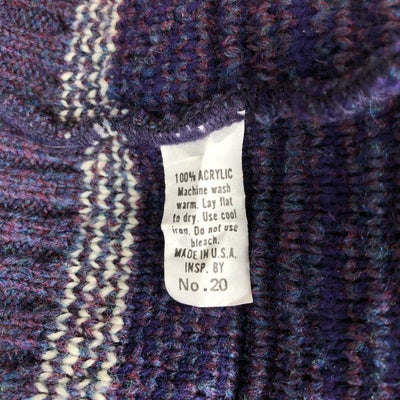 100% ACRYLIC
Machine wash
warm. Lay flat
to dry. Use cool
iron. Do not use
bleach.
MADE IN U.S.A.
INSP. BY
No. 20